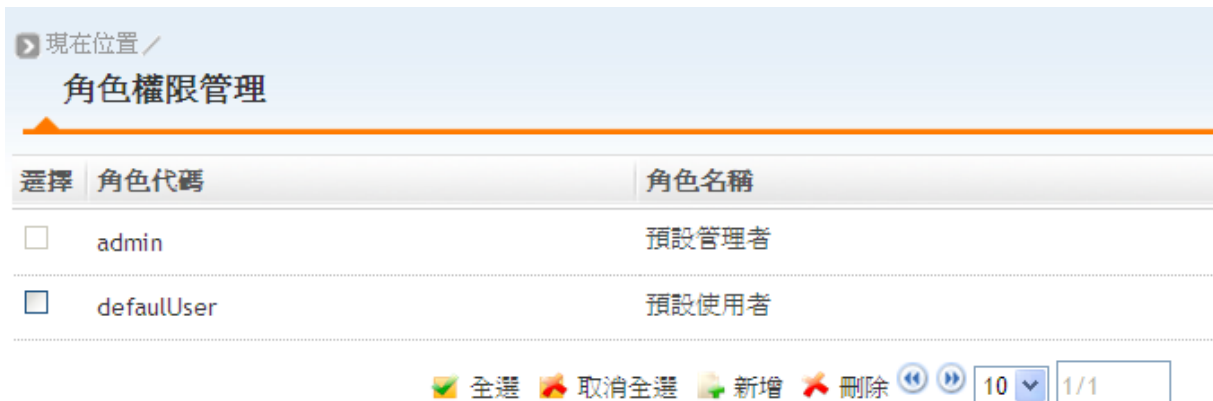 現在位置／
角色權限管理
選擇 角色代碼 角色名稱
admin 預設管理者
defaulUser 預設使用者
全選 取消全選 新增 刪除 10 1/1